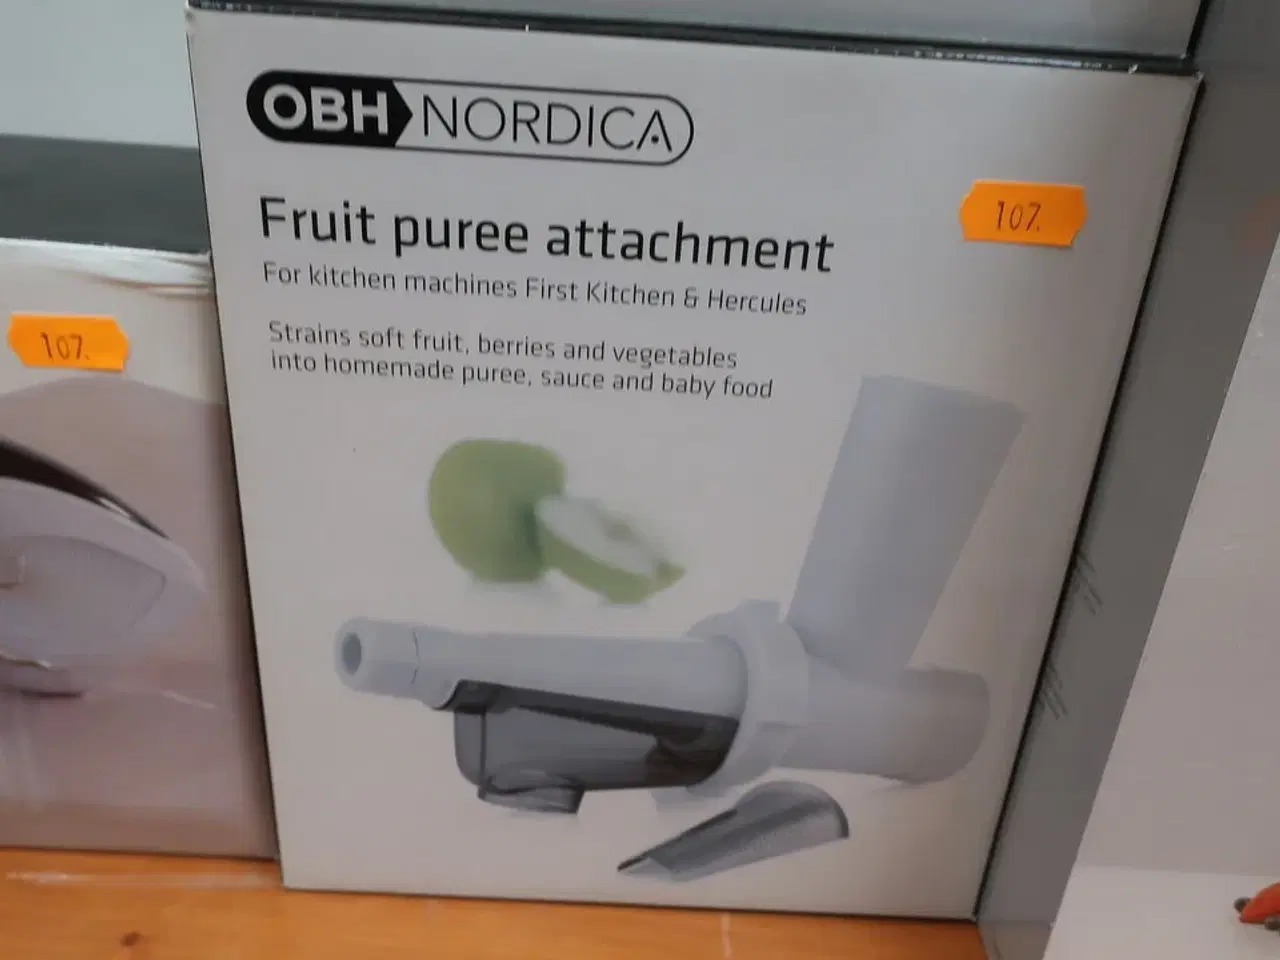 OBH NORDICA
Fruit puree attachment
107.
For kitchen machines First Kitchen & Hercules
Strains soft fruit, berries and vegetables
into homemade puree, sauce and baby food
107.